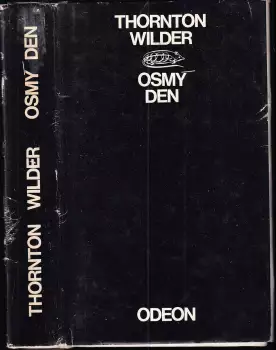 THORNTON WILDER OSMY DEN
THORNTON
WILDER
OSMY
DEN
ODEON